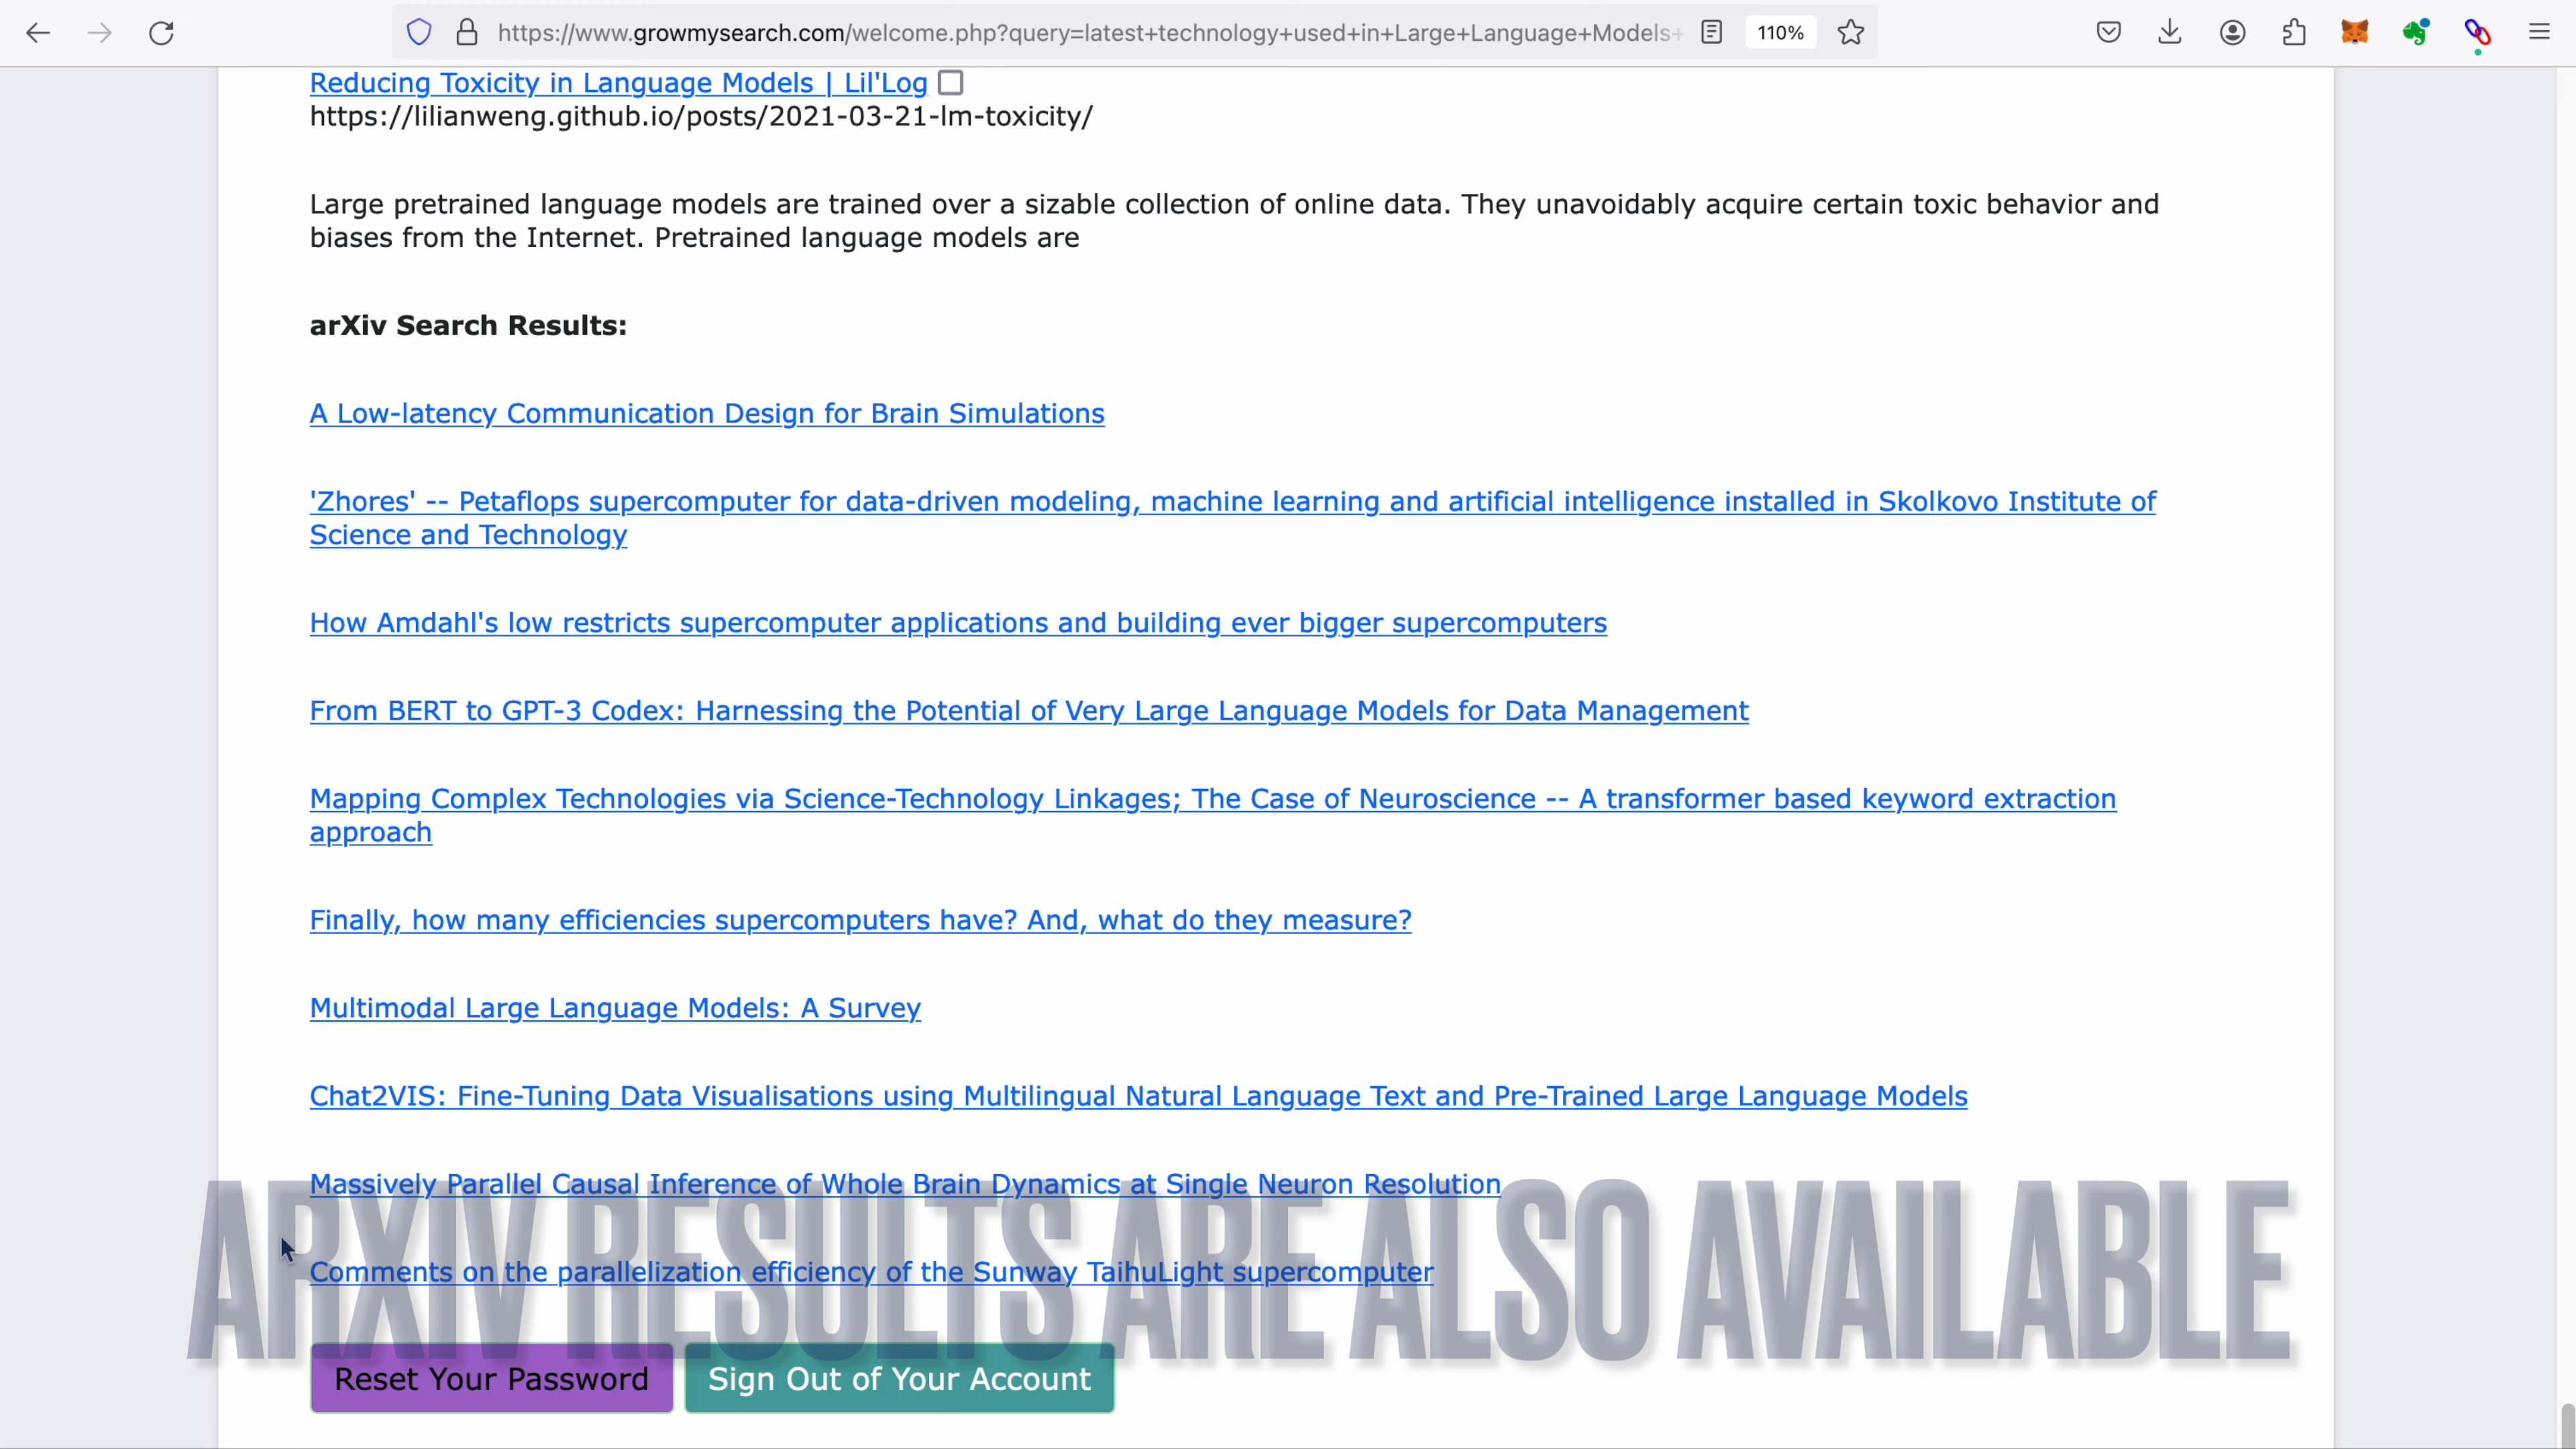 https://www.growmysearch.com/welcome.php?query=latest+technology+used+in+Large+Language+Models+
110%
Reducing Toxicity in Language Models | Lil'Log
https://lilianweng.github.io/posts/2021-03-21-lm-toxicity/
Large pretrained language models are trained over a sizable collection of online data. They unavoidably acquire certain toxic behavior and
biases from the Internet. Pretrained language models are
arXiv Search Results:
A Low-latency Communication Design for Brain Simulations
'Zhores' -- Petaflops supercomputer for data-driven modeling, machine learning and artificial intelligence installed in Skolkovo Institute of
Science and Technology
How Amdahl's low restricts supercomputer applications and building ever bigger supercomputers
From BERT to GPT-3 Codex: Harnessing the Potential of Very Large Language Models for Data Management
Mapping Complex Technologies via Science-Technology Linkages; The Case of Neuroscience -- A transformer based keyword extraction
approach
Finally, how many efficiencies supercomputers have? And, what do they measure?
Multimodal Large Language Models: A Survey
Chat2VIS: Fine-Tuning Data Visualisations using Multilingual Natural Language Text and Pre-Trained Large Language Models
Massively Parallel Causal Inference of Whole Brain Dynamics at Single Neuron Resolution
ARXIV RESULTS ARE ALSO AVAILABLE
Comments on the parallelization efficiency of the Sunway TaihuLight supercomputer
Reset Your Password
Sign Out of Your Account